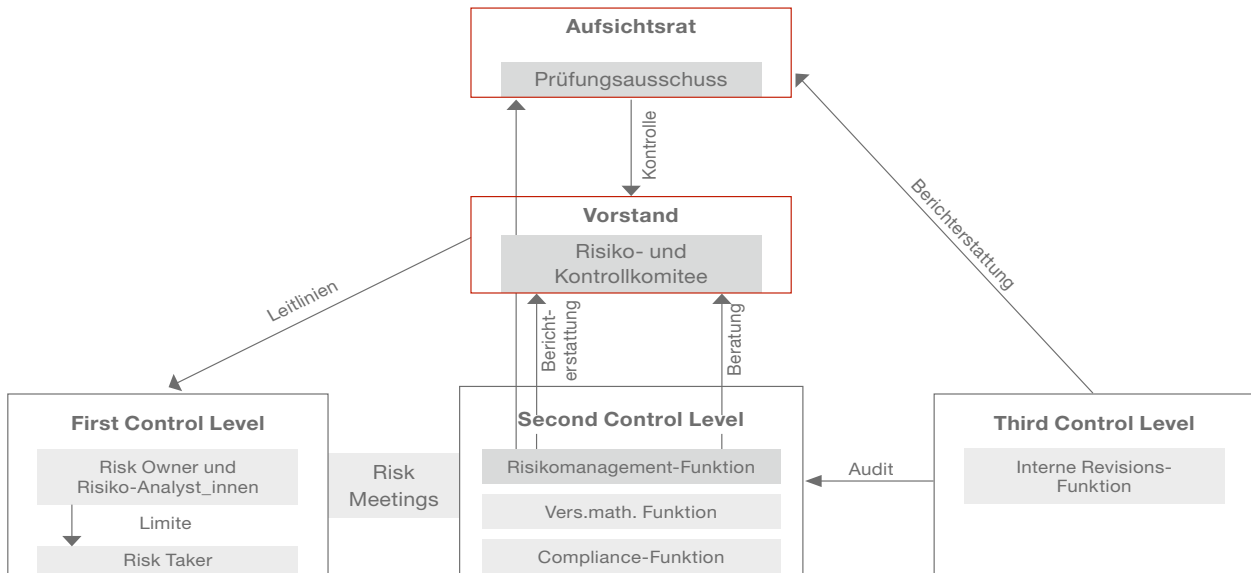 Aufsichtsrat
Prüfungsausschuss
Kontrolle
Berichterstattung
Vorstand
Risiko- und
Kontrollkomitee
Leitlinien
Bericht-
erstattung
Beratung
First Control Level
Risk Owner und
Risiko-Analyst_innen
Limite
Risk Taker
Risk
Meetings
Second Control Level
Risikomanagement-Funktion
Vers.math. Funktion
Compliance-Funktion
Audit
Third Control Level
Interne Revisions-
Funktion